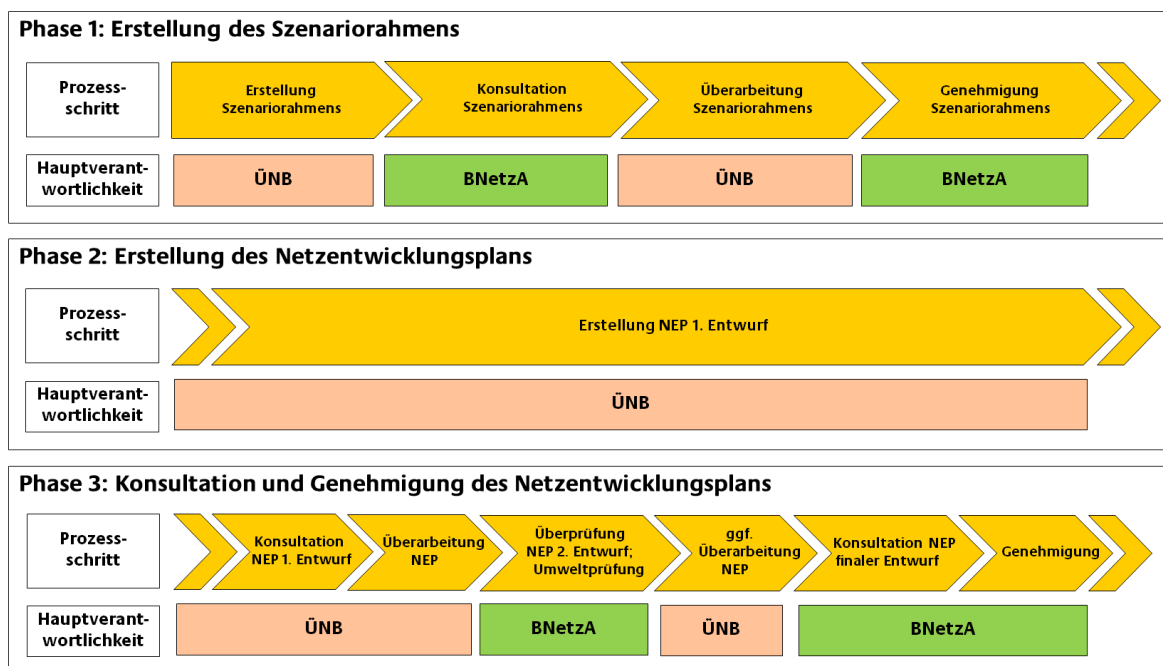 Phase 1: Erstellung des Szenariorahmens
Prozess-
schritt
Erstellung
Szenariorahmens
Konsultation
Szenariorahmens
Überarbeitung
Szenariorahmens
Genehmigung
Szenariorahmens
Hauptverant-
wortlichkeit
ÜNB
BNetzA
ÜNB
BNetzA
Phase 2: Erstellung des Netzentwicklungsplans
Prozess-
schritt
Erstellung NEP 1. Entwurf
Hauptverant-
wortlichkeit
ÜNB
Phase 3: Konsultation und Genehmigung des Netzentwicklungsplans
Prozess-
schritt
Konsultation
NEP 1. Entwurf
Überarbeitung
NEP
Überprüfung
NEP 2. Entwurf;
Umweltprüfung
ggf.
Überarbeitung
NEP
Konsultation NEP
finaler Entwurf
Genehmigung
Hauptverant-
wortlichkeit
ÜNB
BNetzA
ÜNB
BNetzA